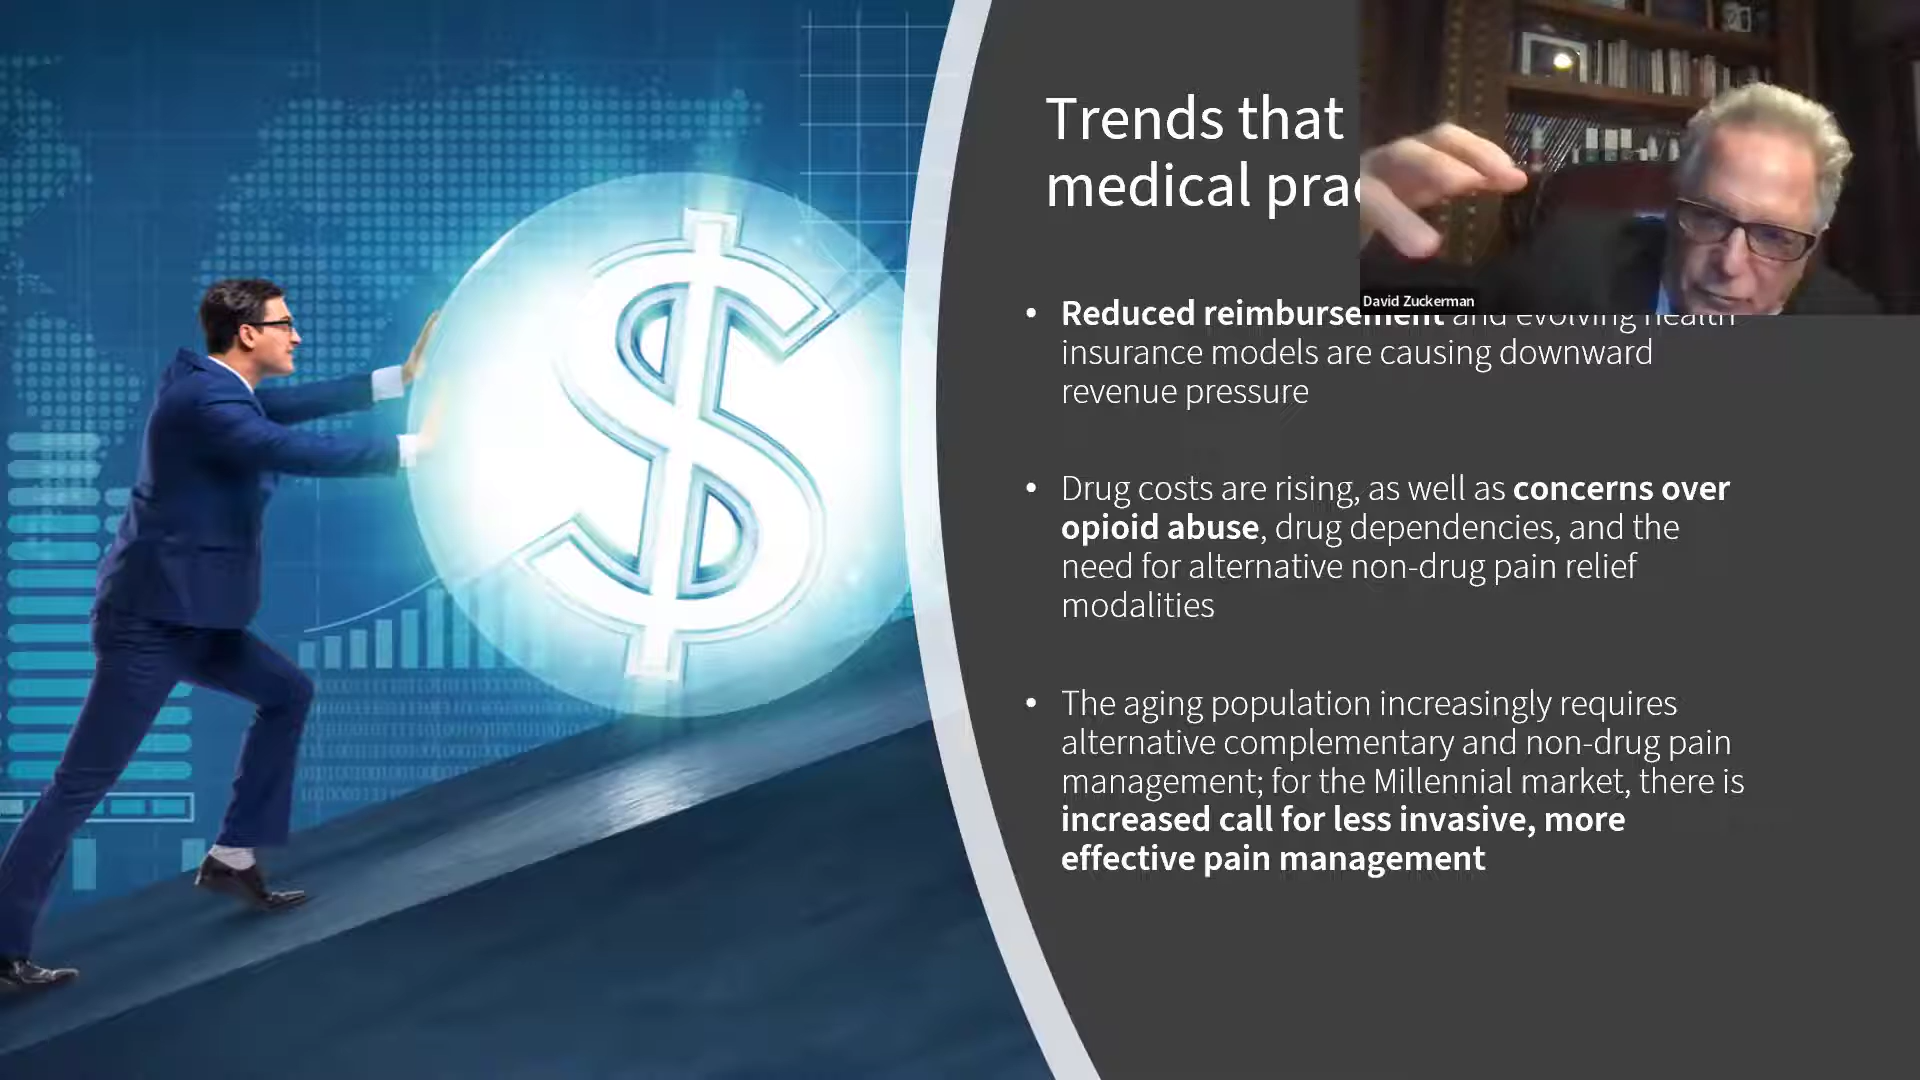 Trends that
medical prac
David Zuckerman
• Reduced reimbursement and evolving health
insurance models are causing downward
revenue pressure
• Drug costs are rising, as well as concerns over
opioid abuse, drug dependencies, and the
need for alternative non-drug pain relief
modalities
• The aging population increasingly requires
alternative complementary and non-drug pain
management; for the Millennial market, there is
increased call for less invasive, more
effective pain management